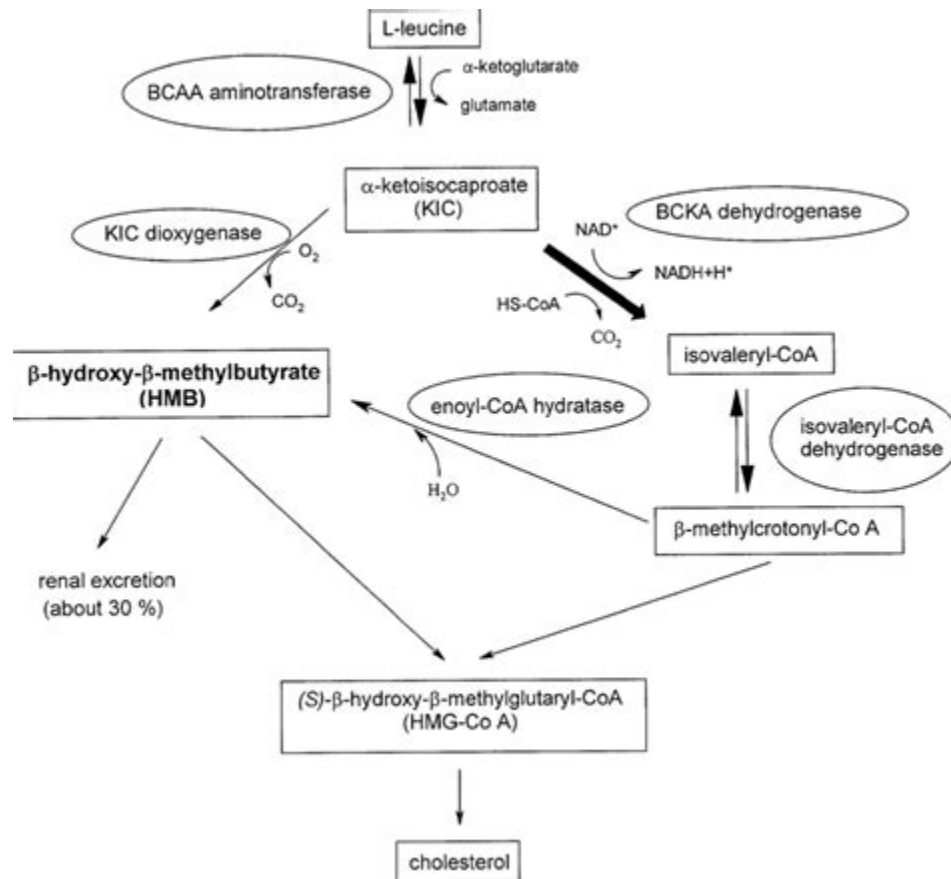 L-leucine
BCAA aminotransferase
α-ketoglutarate
glutamate
α-ketoisocaproate
(KIC)
KIC dioxygenase
O₂
CO₂
BCKA dehydrogenase
NAD⁺
NADH+H⁺
HS-CoA
CO₂
isovaleryl-CoA
β-hydroxy-β-methylbutyrate
(HMB)
enoyl-CoA hydratase
H₂O
isovaleryl-CoA
dehydrogenase
β-methylcrotonyl-Co A
renal excretion
(about 30 %)
(S)-β-hydroxy-β-methylglutaryl-CoA
(HMG-Co A)
cholesterol